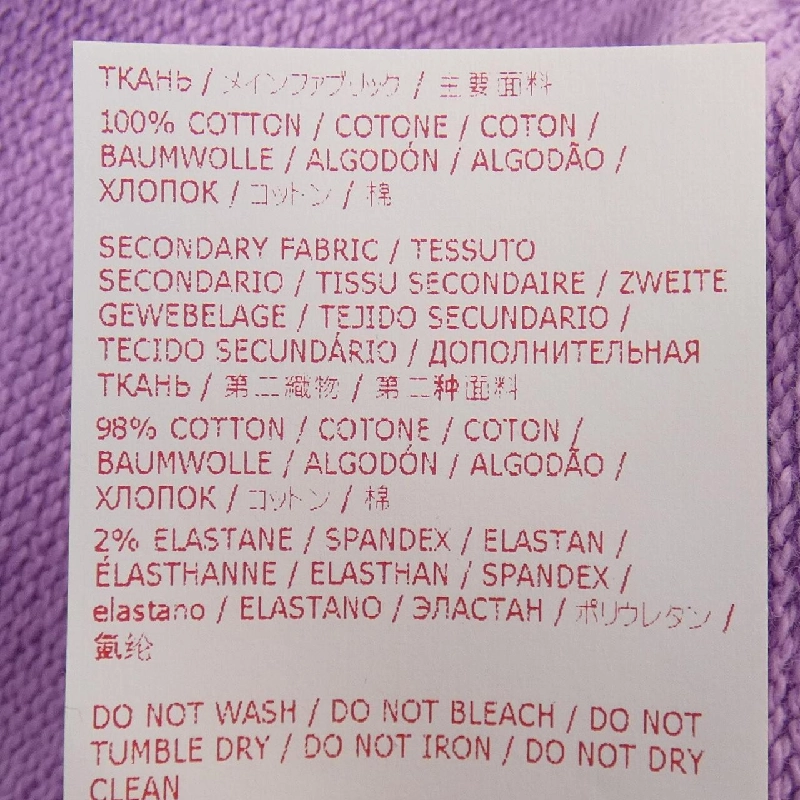 ТКАНЬ / メインファブリック / 主要面料
100% COTTON / COTONE / COTON /
BAUMWOLLE / ALGODÓN / ALGODÃO /
ХЛОПОК / コットン / 棉
SECONDARY FABRIC / TESSUTO
SECONDARIO / TISSU SECONDAIRE / ZWEITE
GEWEBELAGE / TEJIDO SECUNDARIO /
TECIDO SECUNDÁRIO / ДОПОЛНИТЕЛЬНАЯ
ТКАНЬ / 第二織物 / 第二种面料
98% COTTON / COTONE / COTON /
BAUMWOLLE / ALGODÓN / ALGODÃO /
ХЛОПОК / コットン / 棉
2% ELASTANE / SPANDEX / ELASTAN /
ÉLASTHANNE / ELASTHAN / SPANDEX /
elastano / ELASTANO / ЭЛАСТАН / ポリウレタン /
氨纶
DO NOT WASH / DO NOT BLEACH / DO NOT
TUMBLE DRY / DO NOT IRON / DO NOT DRY
CLEAN